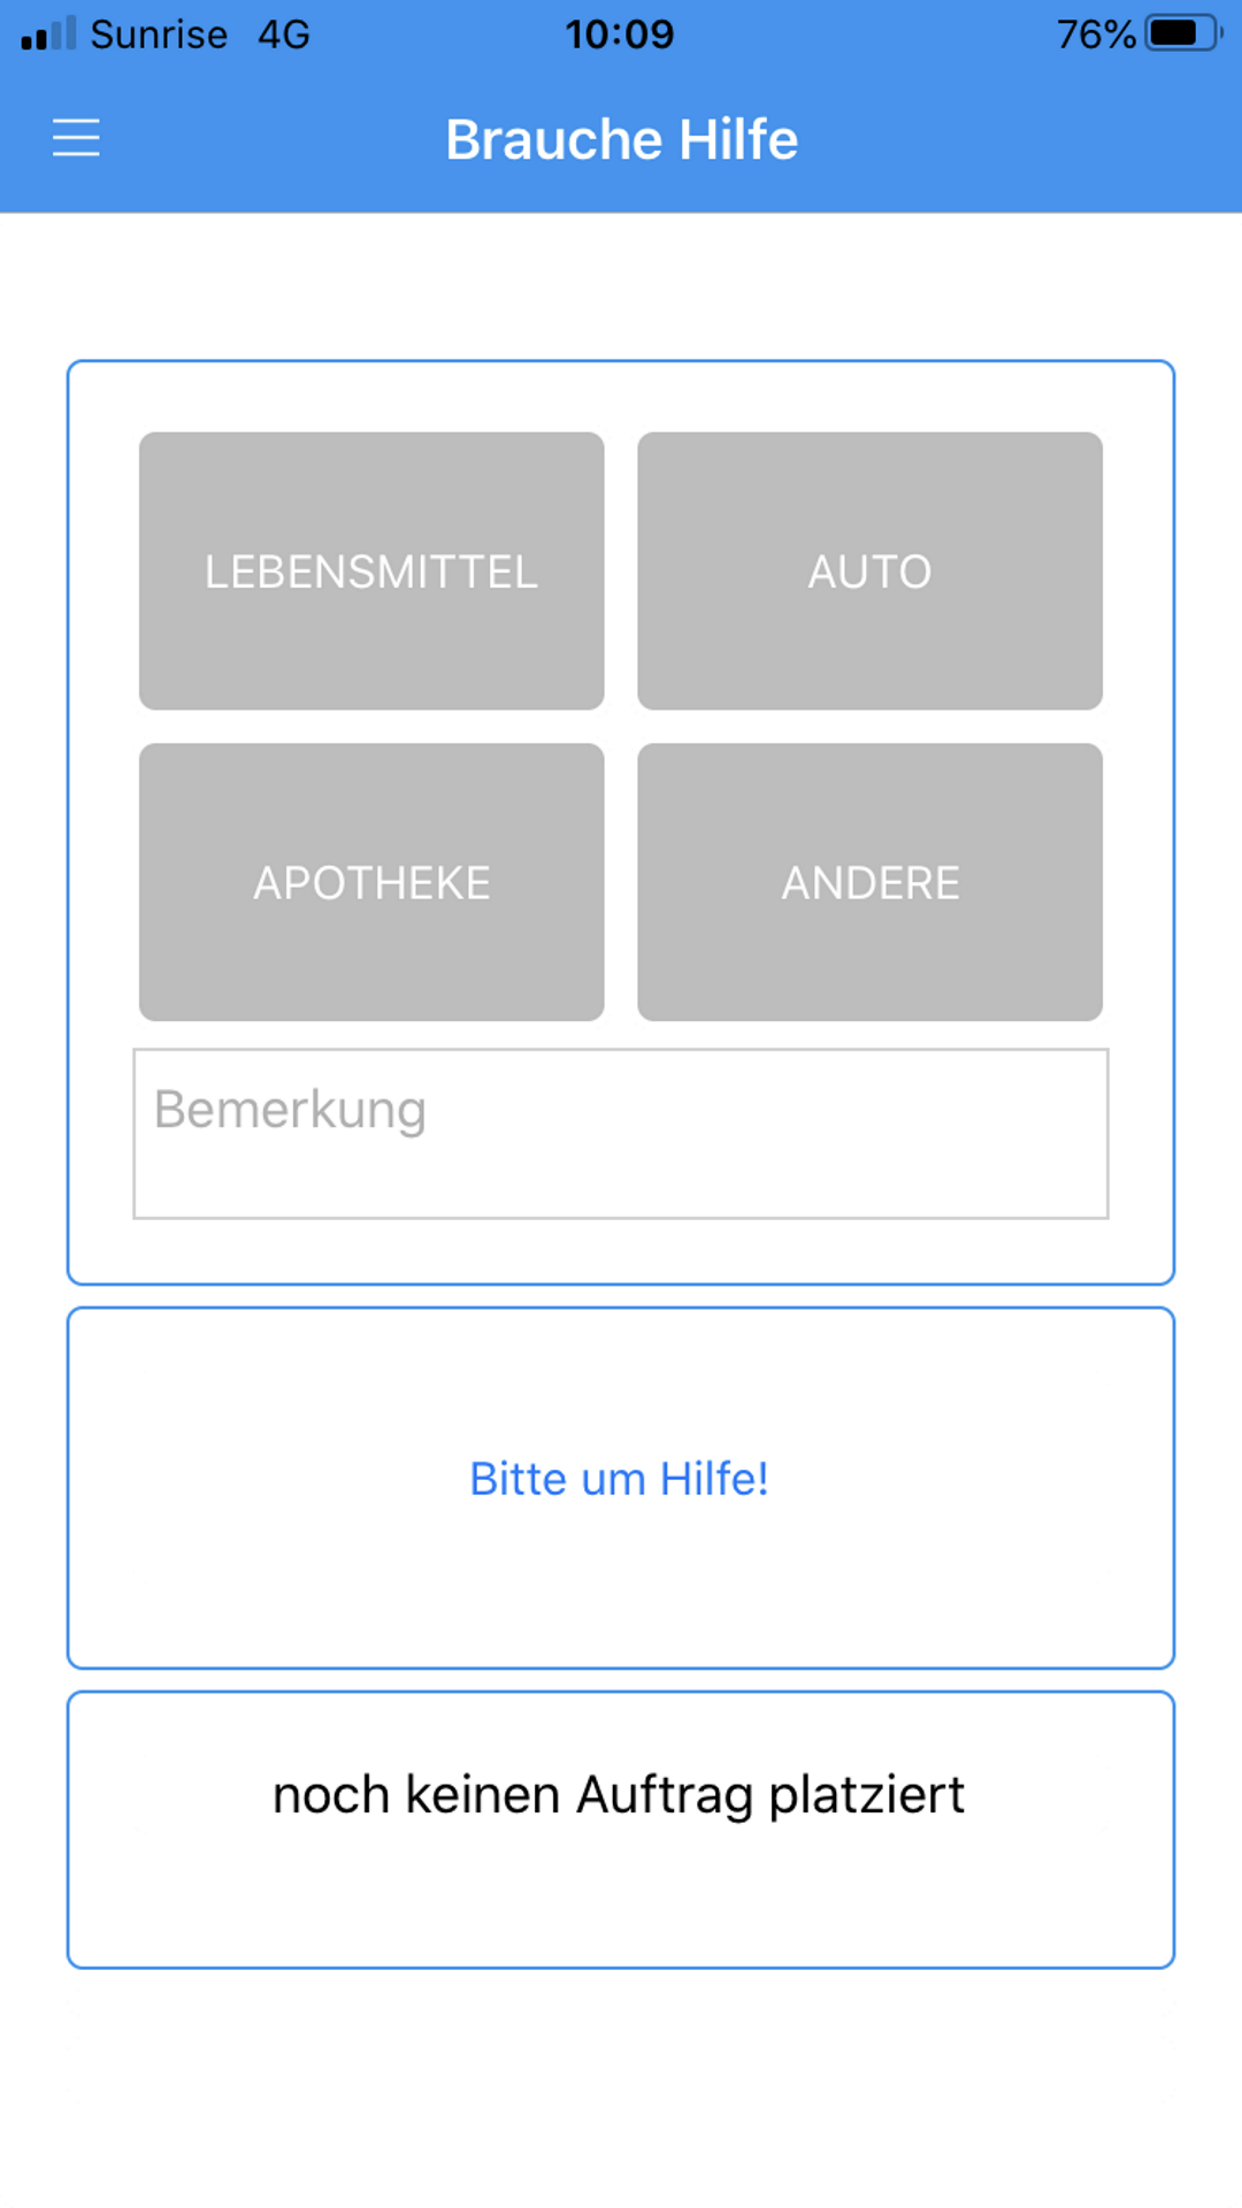 Sunrise 4G 10:09 76%
Brauche Hilfe
LEBENSMITTEL AUTO
APOTHEKE ANDERE
Bemerkung
Bitte um Hilfe!
noch keinen Auftrag platziert